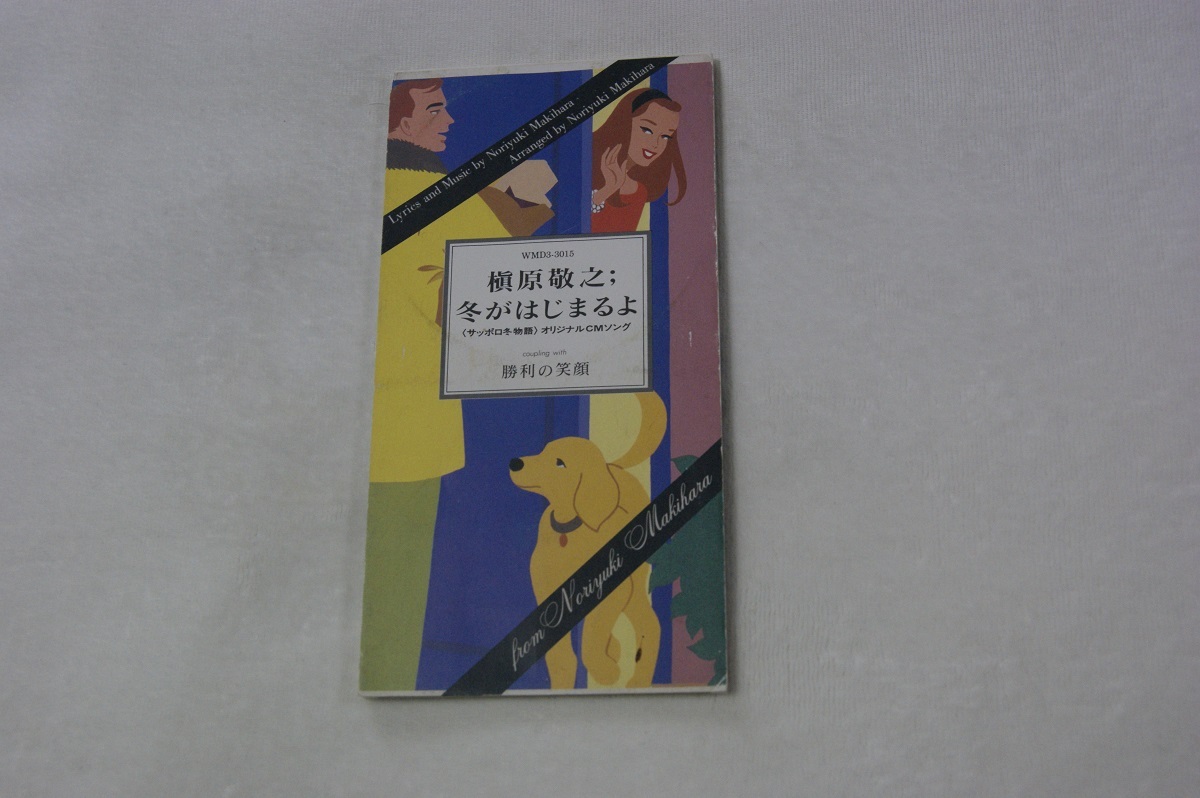 Lyrics and Music by Noriyuki Makihara
Arranged by Noriyuki Makihara
WMD3-3015
槇原敬之;
冬がはじまるよ
〈サッポロ冬物語〉オリジナルCMソング
coupling with
勝利の笑顔
from Noriyuki Makihara